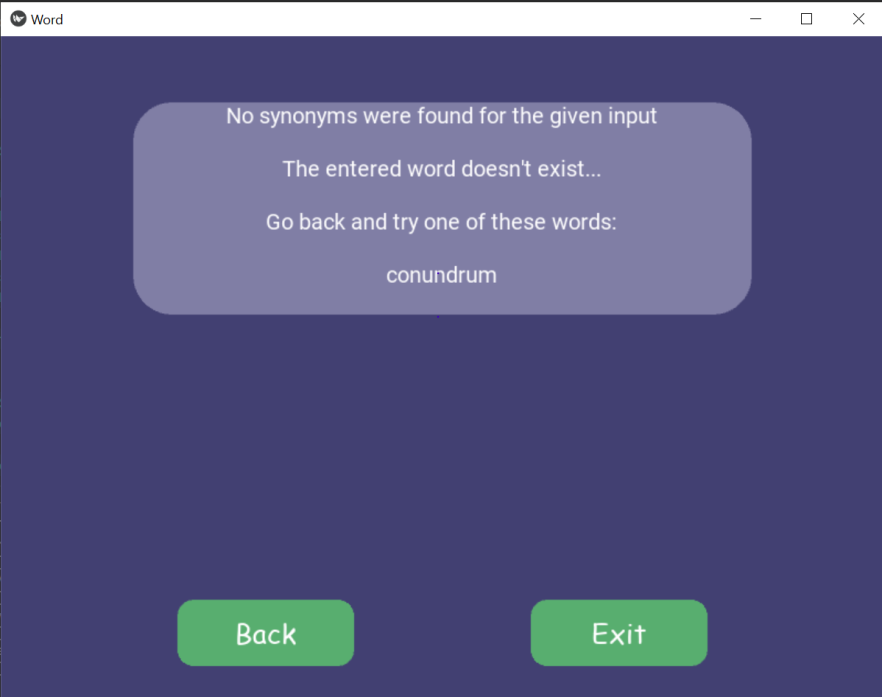 Word
No synonyms were found for the given input
The entered word doesn't exist...
Go back and try one of these words:
conundrum
Back
Exit